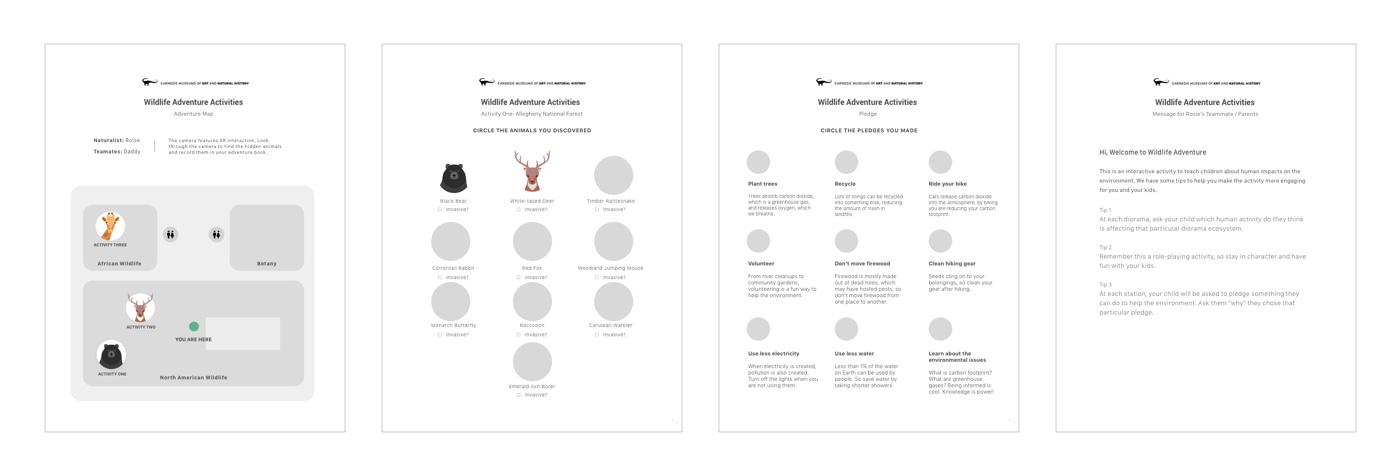 CARNEGIE MUSEUMS OF ART AND NATURAL HISTORY
Wildlife Adventure Activities
Adventure Map
Naturalist: Roise
Teamates: Daddy
The camera features AR interaction. Look
through the camera to find the hidden animals
and record them in your adventure book.
ACTIVITY THREE
African Wildlife
Botany
ACTIVITY TWO
YOU ARE HERE
ACTIVITY ONE
North American Wildlife
CARNEGIE MUSEUMS OF ART AND NATURAL HISTORY
Wildlife Adventure Activities
Activity One: Allegheny National Forest
CIRCLE THE ANIMALS YOU DISCOVERED
Black Bear
Invasive?
White-tailed Deer
Invasive?
Timber Rattlesnake
Invasive?
Cottontail Rabbit
Invasive?
Red Fox
Invasive?
Woodland Jumping Mouse
Invasive?
Monarch Butterfly
Invasive?
Raccooon
Invasive?
Cerulean Warbler
Invasive?
Emerald Ash Borer
Invasive?
CARNEGIE MUSEUMS OF ART AND NATURAL HISTORY
Wildlife Adventure Activities
Pledge
CIRCLE THE PLEDGES YOU MADE
Plant trees
Trees absorb carbon dioxide,
which is a greenhouse gas,
and releases oxygen, which
we breathe.
Recycle
Lots of things can be recycled
into something else, reducing
the amount of trash in
landfills.
Ride your bike
Cars release carbon dioxide
into the atmosphere, by biking
you are reducing your carbon
footprint.
Volunteer
From river cleanups to
community gardens,
volunteering is a fun way to
help the environment.
Don't move firewood
Firewood is mostly made
out of dead trees, which
may have hosted pests, so
don't move firewood from
one place to another.
Clean hiking gear
Seeds cling on to your
belongings, so clean your
gear after hiking.
Use less electricity
When electricity is created,
pollution is also created.
Turn off the lights when you
are not using them.
Use less water
Less than 1% of the water
on Earth can be used by
people. So save water by
taking shorter showers.
Learn about the
environmental issues
What is carbon footprint?
What are greenhouse
gases? Being informed is
cool. Knowledge is power!
CARNEGIE MUSEUMS OF ART AND NATURAL HISTORY
Wildlife Adventure Activities
Message for Rosie's Teammate / Parents
Hi, Welcome to Wildlife Adventure
This is an interactive activity to teach children about human impacts on the
environment. We have some tips to help you make the activity more engaging
for you and your kids.
Tip 1
At each diorama, ask your child which human activity do they think
is affecting that particular diorama ecosystem.
Tip 2
Remember this a role-playing activity, so stay in character and have
fun with your kids.
Tip 3
At each station, your child will be asked to pledge something they
can do to help the environment. Ask them "why" they chose that
particular pledge.